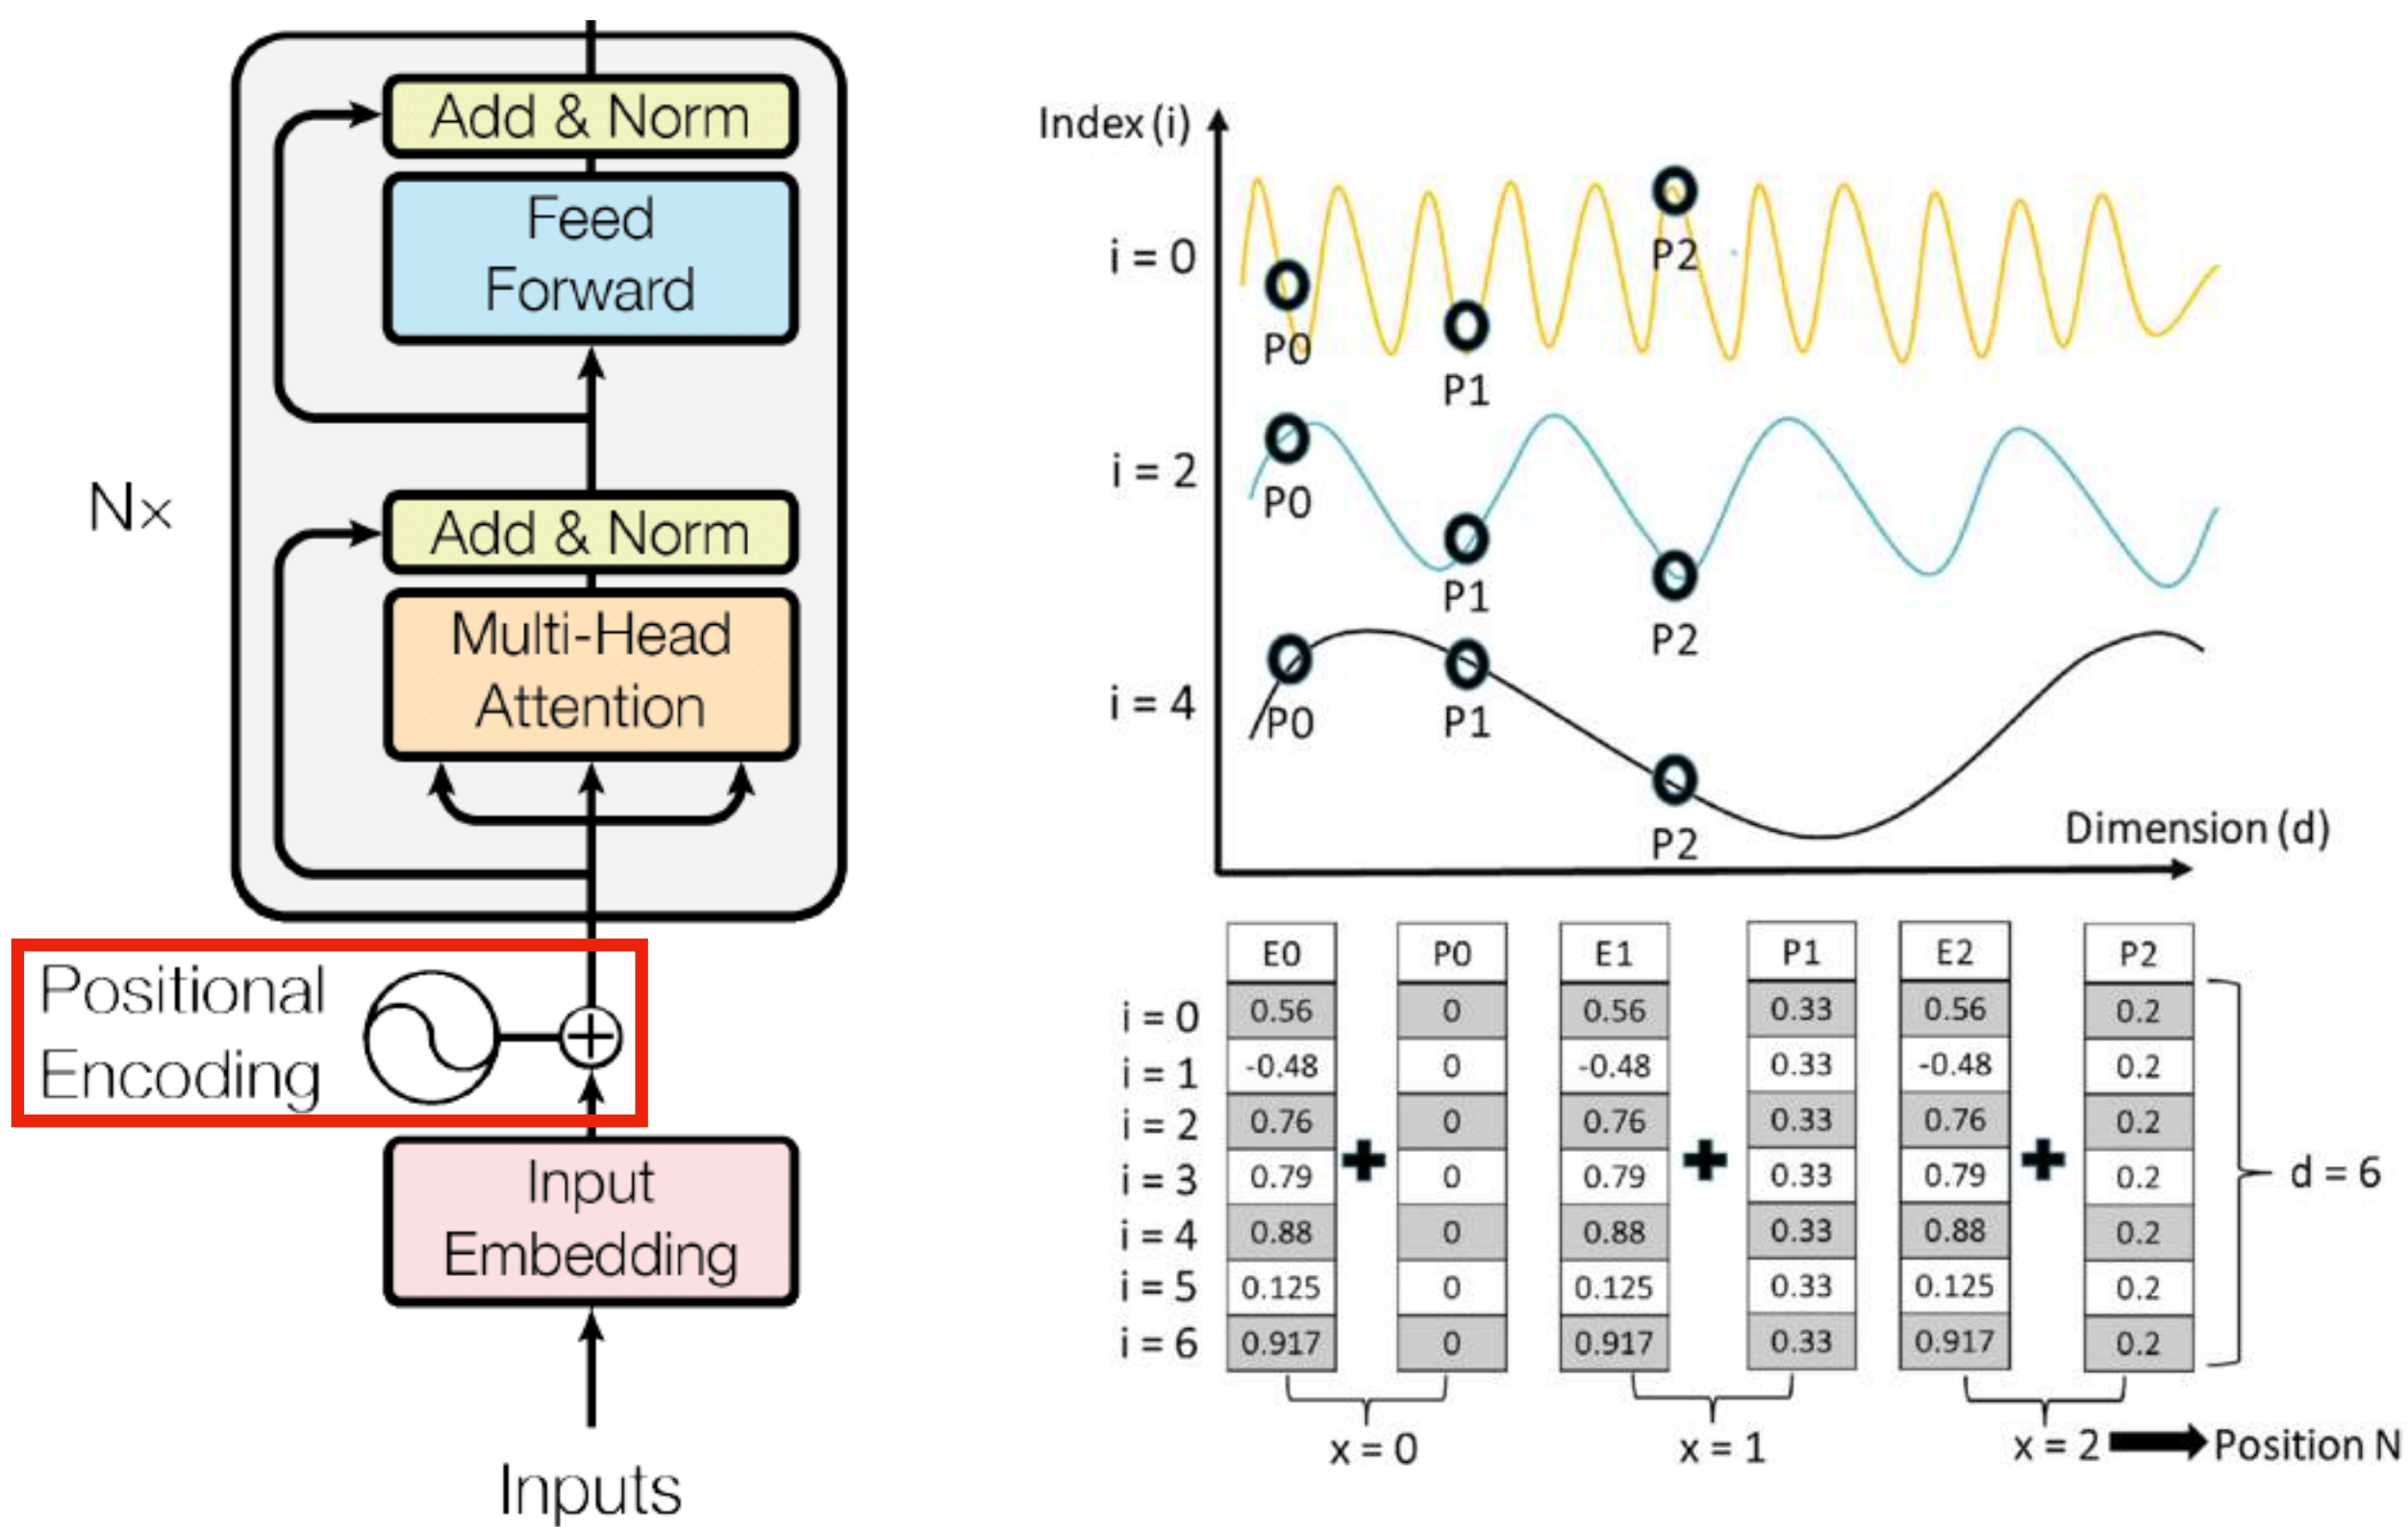 Add & Norm
Feed
Forward
Nx
Add & Norm
Multi-Head
Attention
Positional
Encoding
Input
Embedding
Inputs
Index (i)
i = 0
P0
P1
P2
i = 2
P0
P1
P2
i = 4
P0
P1
P2
Dimension (d)
E0 P0 E1 P1 E2 P2
i = 0 0.56 0 0.56 0.33 0.56 0.2
i = 1 -0.48 0 -0.48 0.33 -0.48 0.2
i = 2 0.76 0 0.76 0.33 0.76 0.2
i = 3 0.79 0 0.79 0.33 0.79 0.2
i = 4 0.88 0 0.88 0.33 0.88 0.2
i = 5 0.125 0 0.125 0.33 0.125 0.2
i = 6 0.917 0 0.917 0.33 0.917 0.2
d = 6
x = 0
x = 1
x = 2
Position N